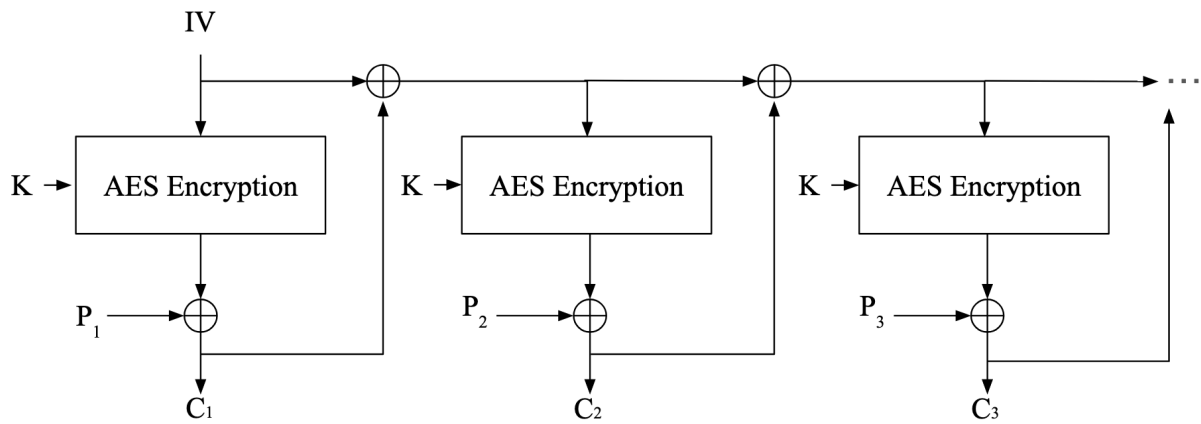 IV
...
K AES Encryption K AES Encryption K AES Encryption
P1 P2 P3
C1 C2 C3